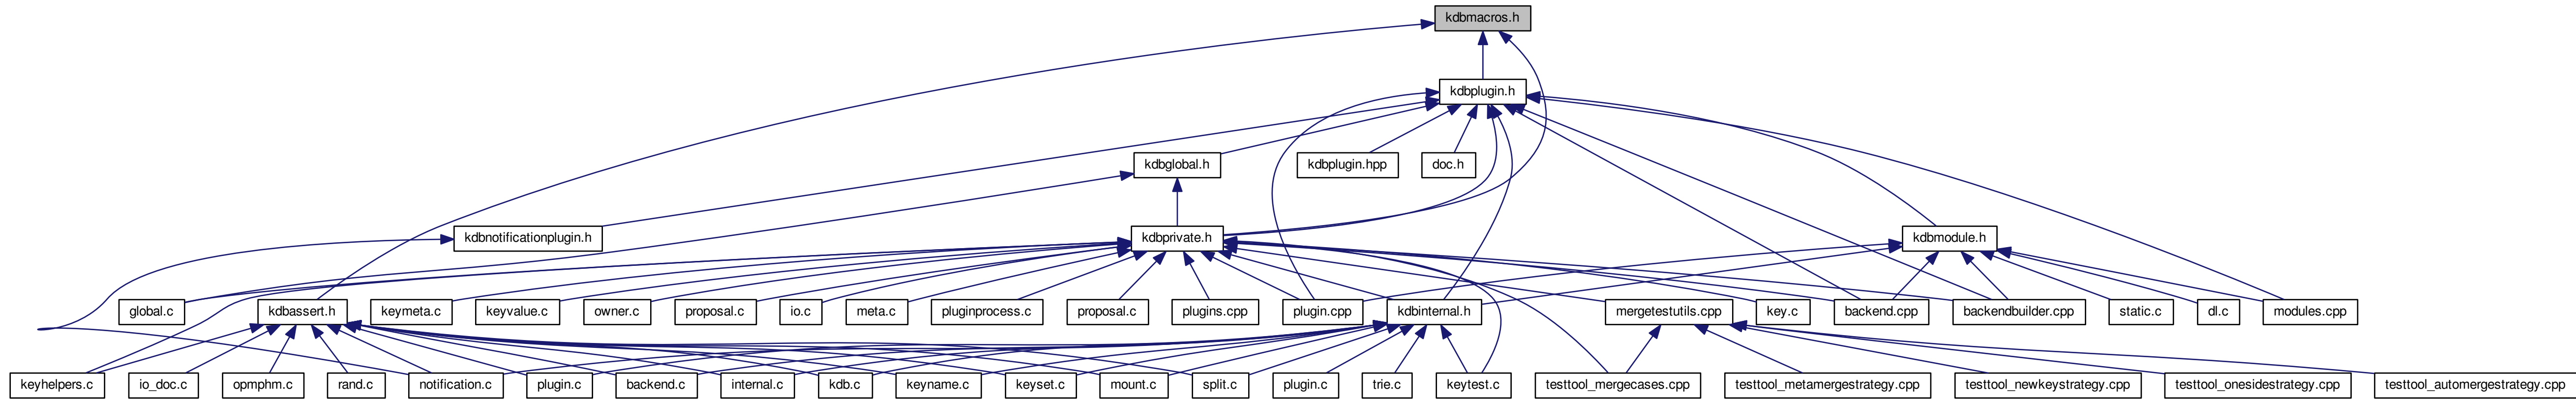 kdbmacros.h
kdbplugin.h
kdbglobal.h
kdbplugin.hpp
doc.h
kdbnotificationplugin.h
kdbprivate.h
kdbmodule.h
global.c
kdbassert.h
keymeta.c
keyvalue.c
owner.c
proposal.c
io.c
meta.c
pluginprocess.c
proposal.c
plugins.cpp
plugin.cpp
kdbinternal.h
mergetestutils.cpp
key.c
backend.cpp
backendbuilder.cpp
static.c
dl.c
modules.cpp
keyhelpers.c
io_doc.c
opmphm.c
rand.c
notification.c
plugin.c
backend.c
internal.c
kdb.c
keyname.c
keyset.c
mount.c
split.c
plugin.c
trie.c
keytest.c
testtool_mergecases.cpp
testtool_metamergestrategy.cpp
testtool_newkeystrategy.cpp
testtool_onesidestrategy.cpp
testtool_automergestrategy.cpp